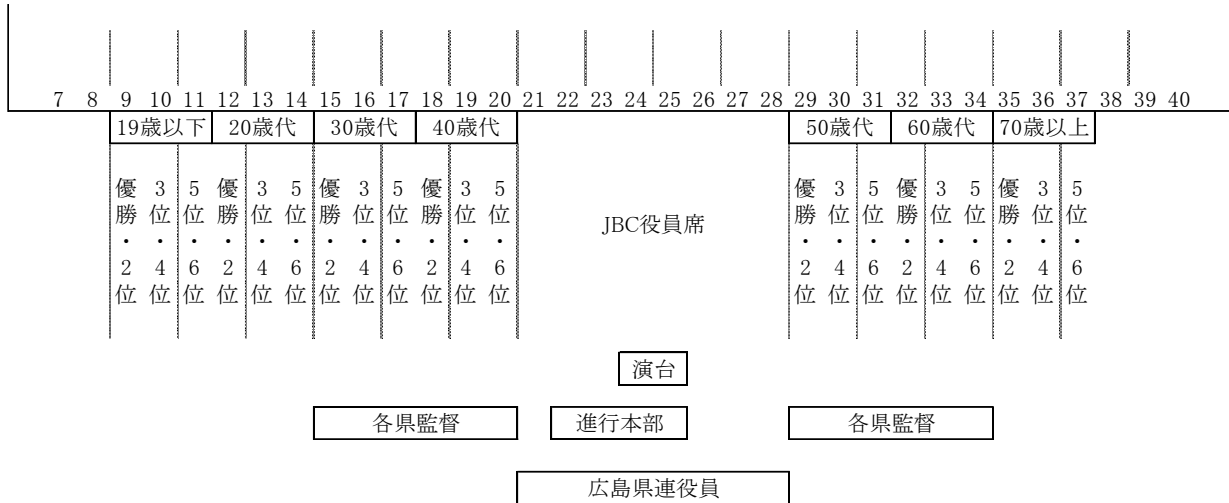 7 8 9 10 11 12 13 14 15 16 17 18 19 20 21 22 23 24 25 26 27 28 29 30 31 32 33 34 35 36 37 38 39 40
19歳以下 20歳代 30歳代 40歳代 50歳代 60歳代 70歳以上
優勝・2位
3位・4位
5位・6位
優勝・2位
3位・4位
5位・6位
優勝・2位
3位・4位
5位・6位
優勝・2位
3位・4位
5位・6位
JBC役員席
優勝・2位
3位・4位
5位・6位
優勝・2位
3位・4位
5位・6位
優勝・2位
3位・4位
5位・6位
演台
各県監督 進行本部 各県監督
広島県連役員